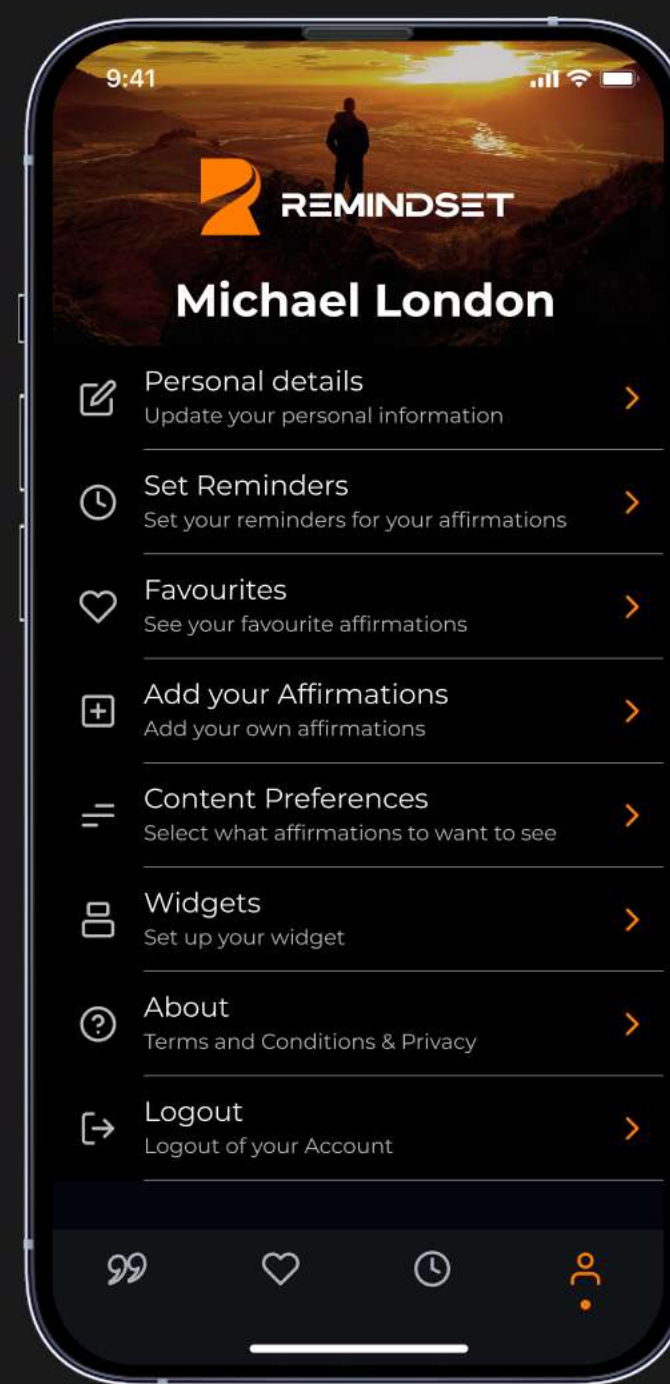 9:41
REMINDSET
Michael London
Personal details
Update your personal information
Set Reminders
Set your reminders for your affirmations
Favourites
See your favourite affirmations
Add your Affirmations
Add your own affirmations
Content Preferences
Select what affirmations to want to see
Widgets
Set up your widget
About
Terms and Conditions & Privacy
Logout
Logout of your Account